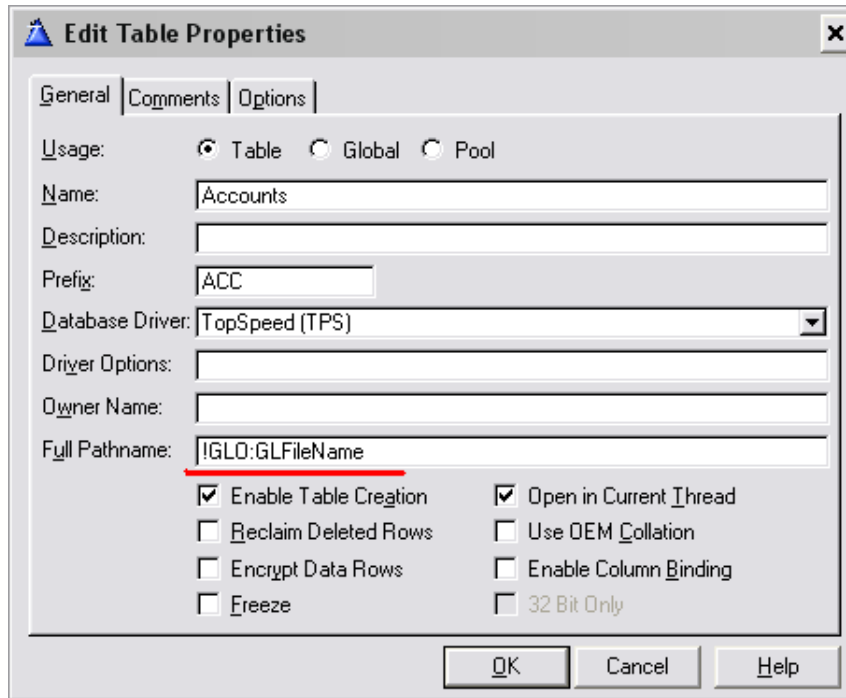 Edit Table Properties
General Comments Options
Usage: Table Global Pool
Name: Accounts
Description:
Prefix: ACC
Database Driver: TopSpeed (TPS)
Driver Options:
Owner Name:
Full Pathname: !GLO:GLFileName
Enable Table Creation Open in Current Thread
Reclaim Deleted Rows Use OEM Collation
Encrypt Data Rows Enable Column Binding
Freeze 32 Bit Only
OK Cancel Help